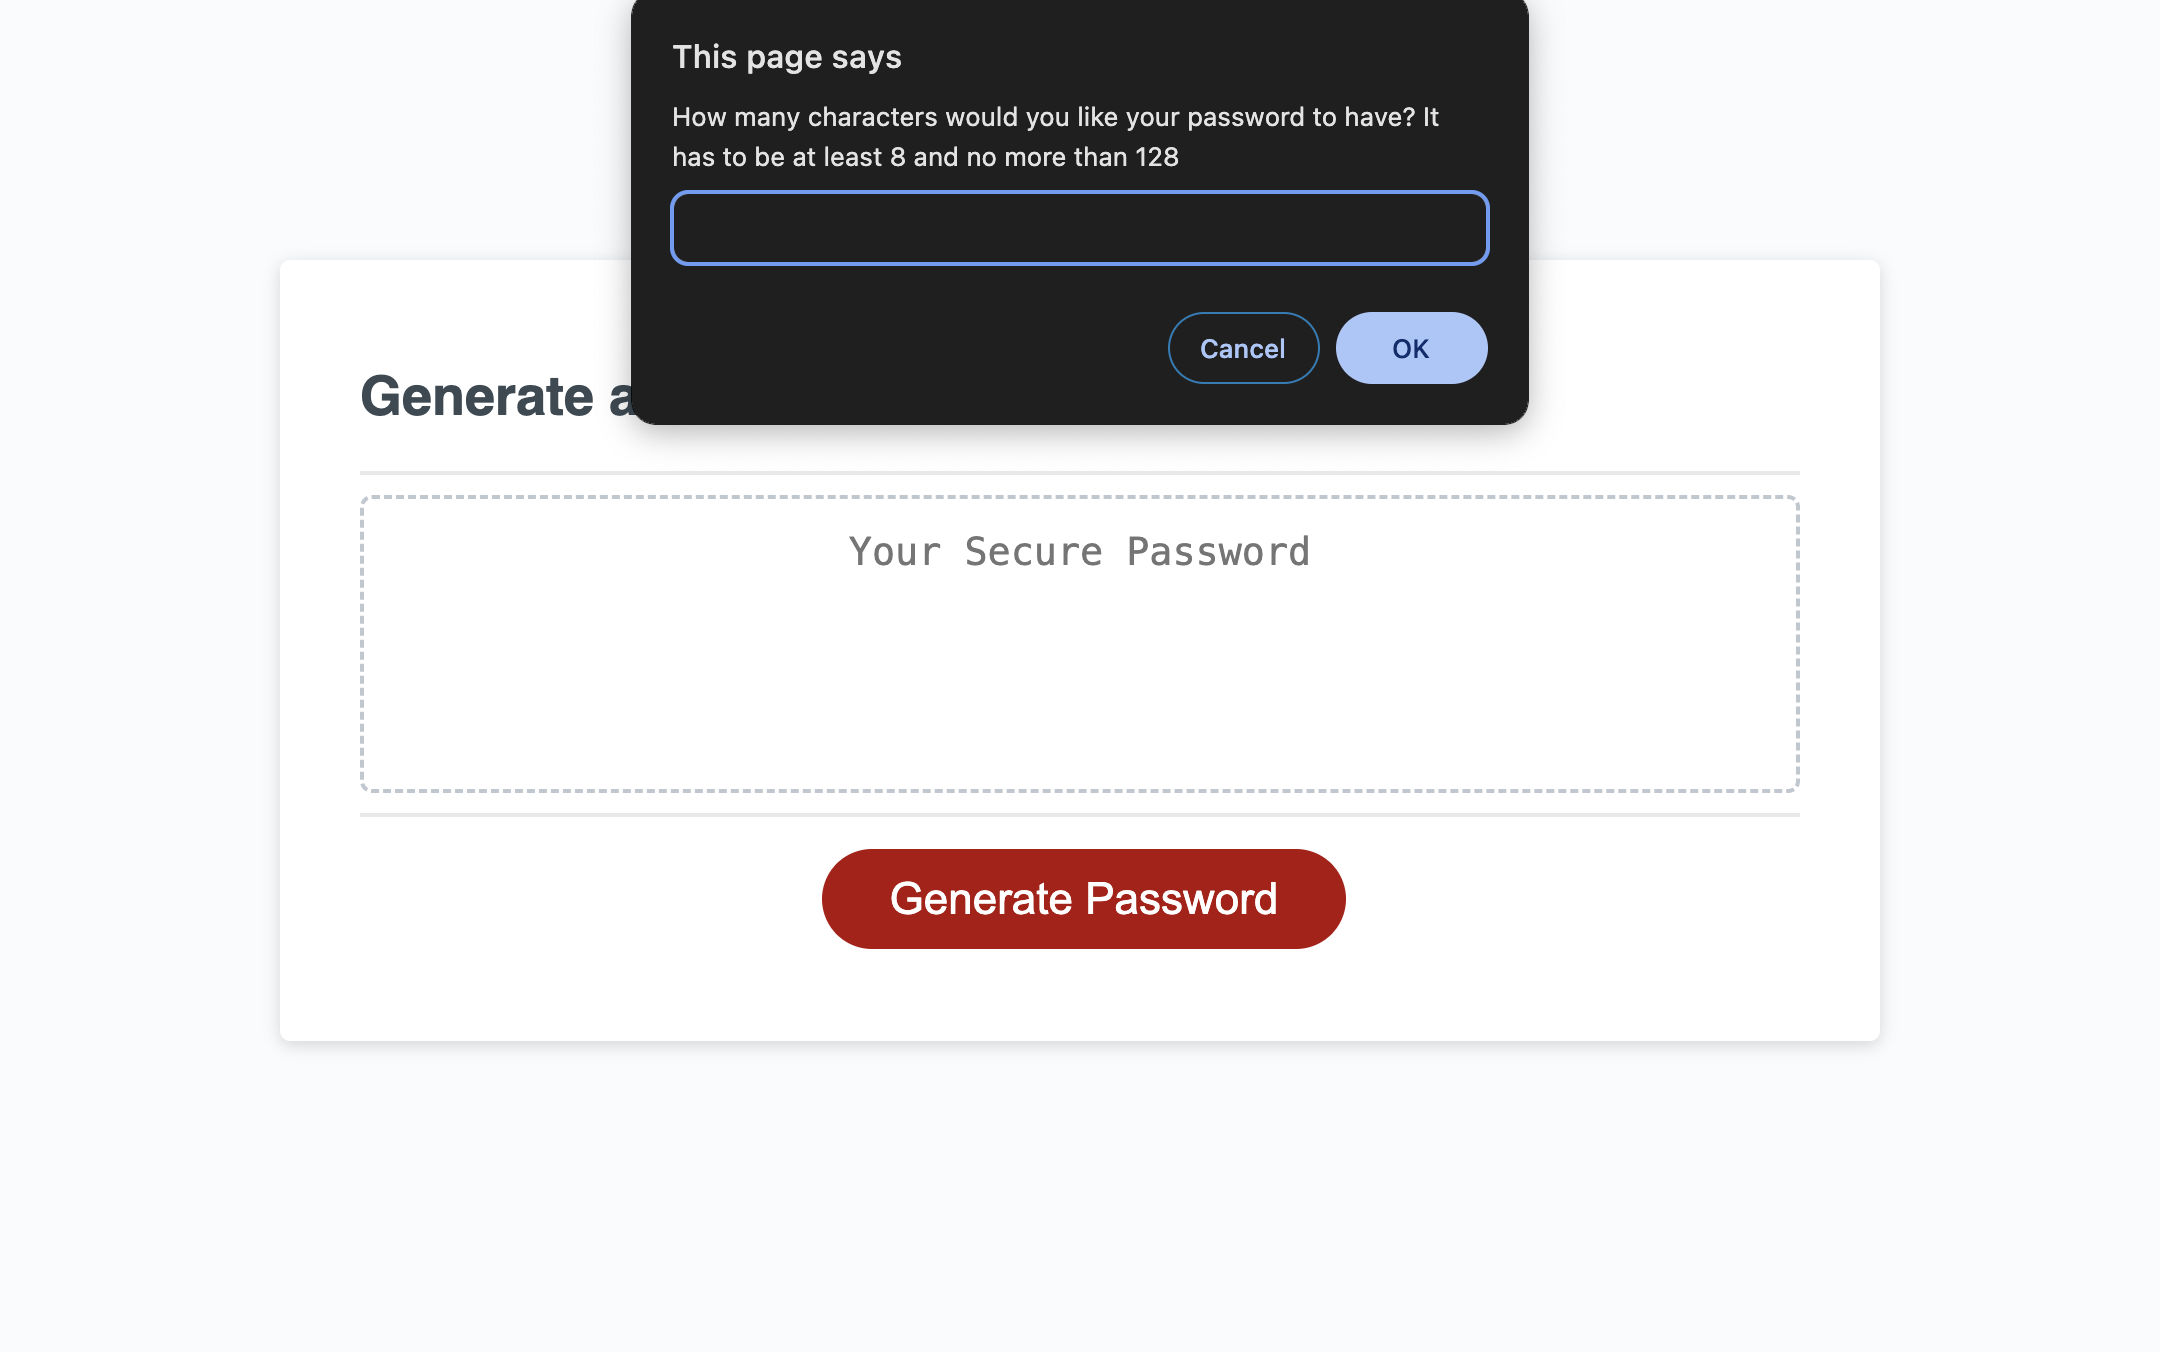 This page says
How many characters would you like your password to have? It
has to be at least 8 and no more than 128
Cancel
OK
Generate a
Your Secure Password
Generate Password